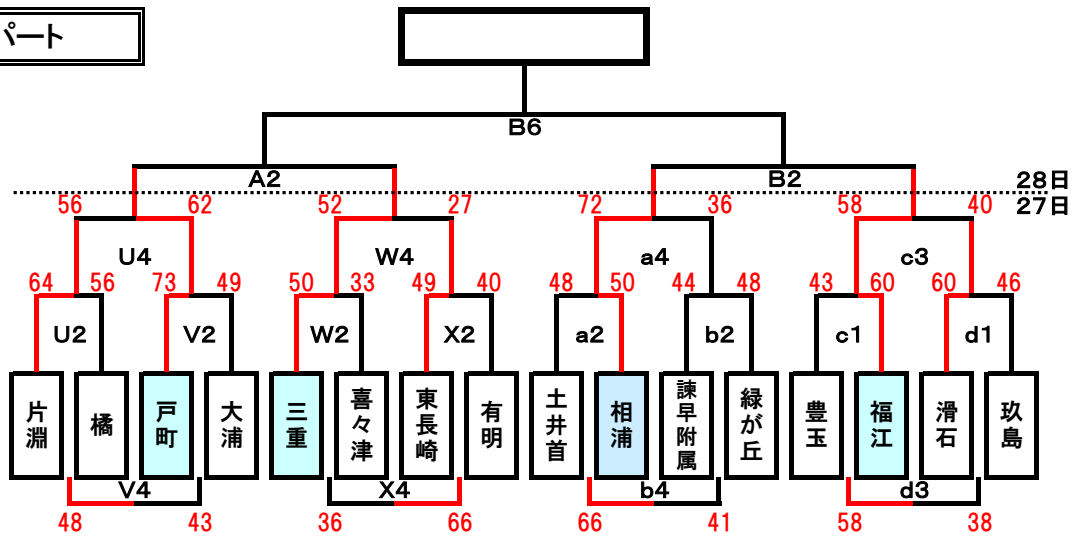 パート
B6
A2 B2
28日
27日
56 62 52 27 72 36 58 40
U4 W4 a4 c3
64 56 73 49 50 33 49 40 48 50 44 48 43 60 60 46
U2 V2 W2 X2 a2 b2 c1 d1
片淵 橘 戸町 大浦 三重 喜々津 東長崎 有明 土井首 相浦 諫早附属 緑が丘 豊玉 福江 滑石 玖島
V4 X4 b4 d3
48 43 36 66 66 41 58 38